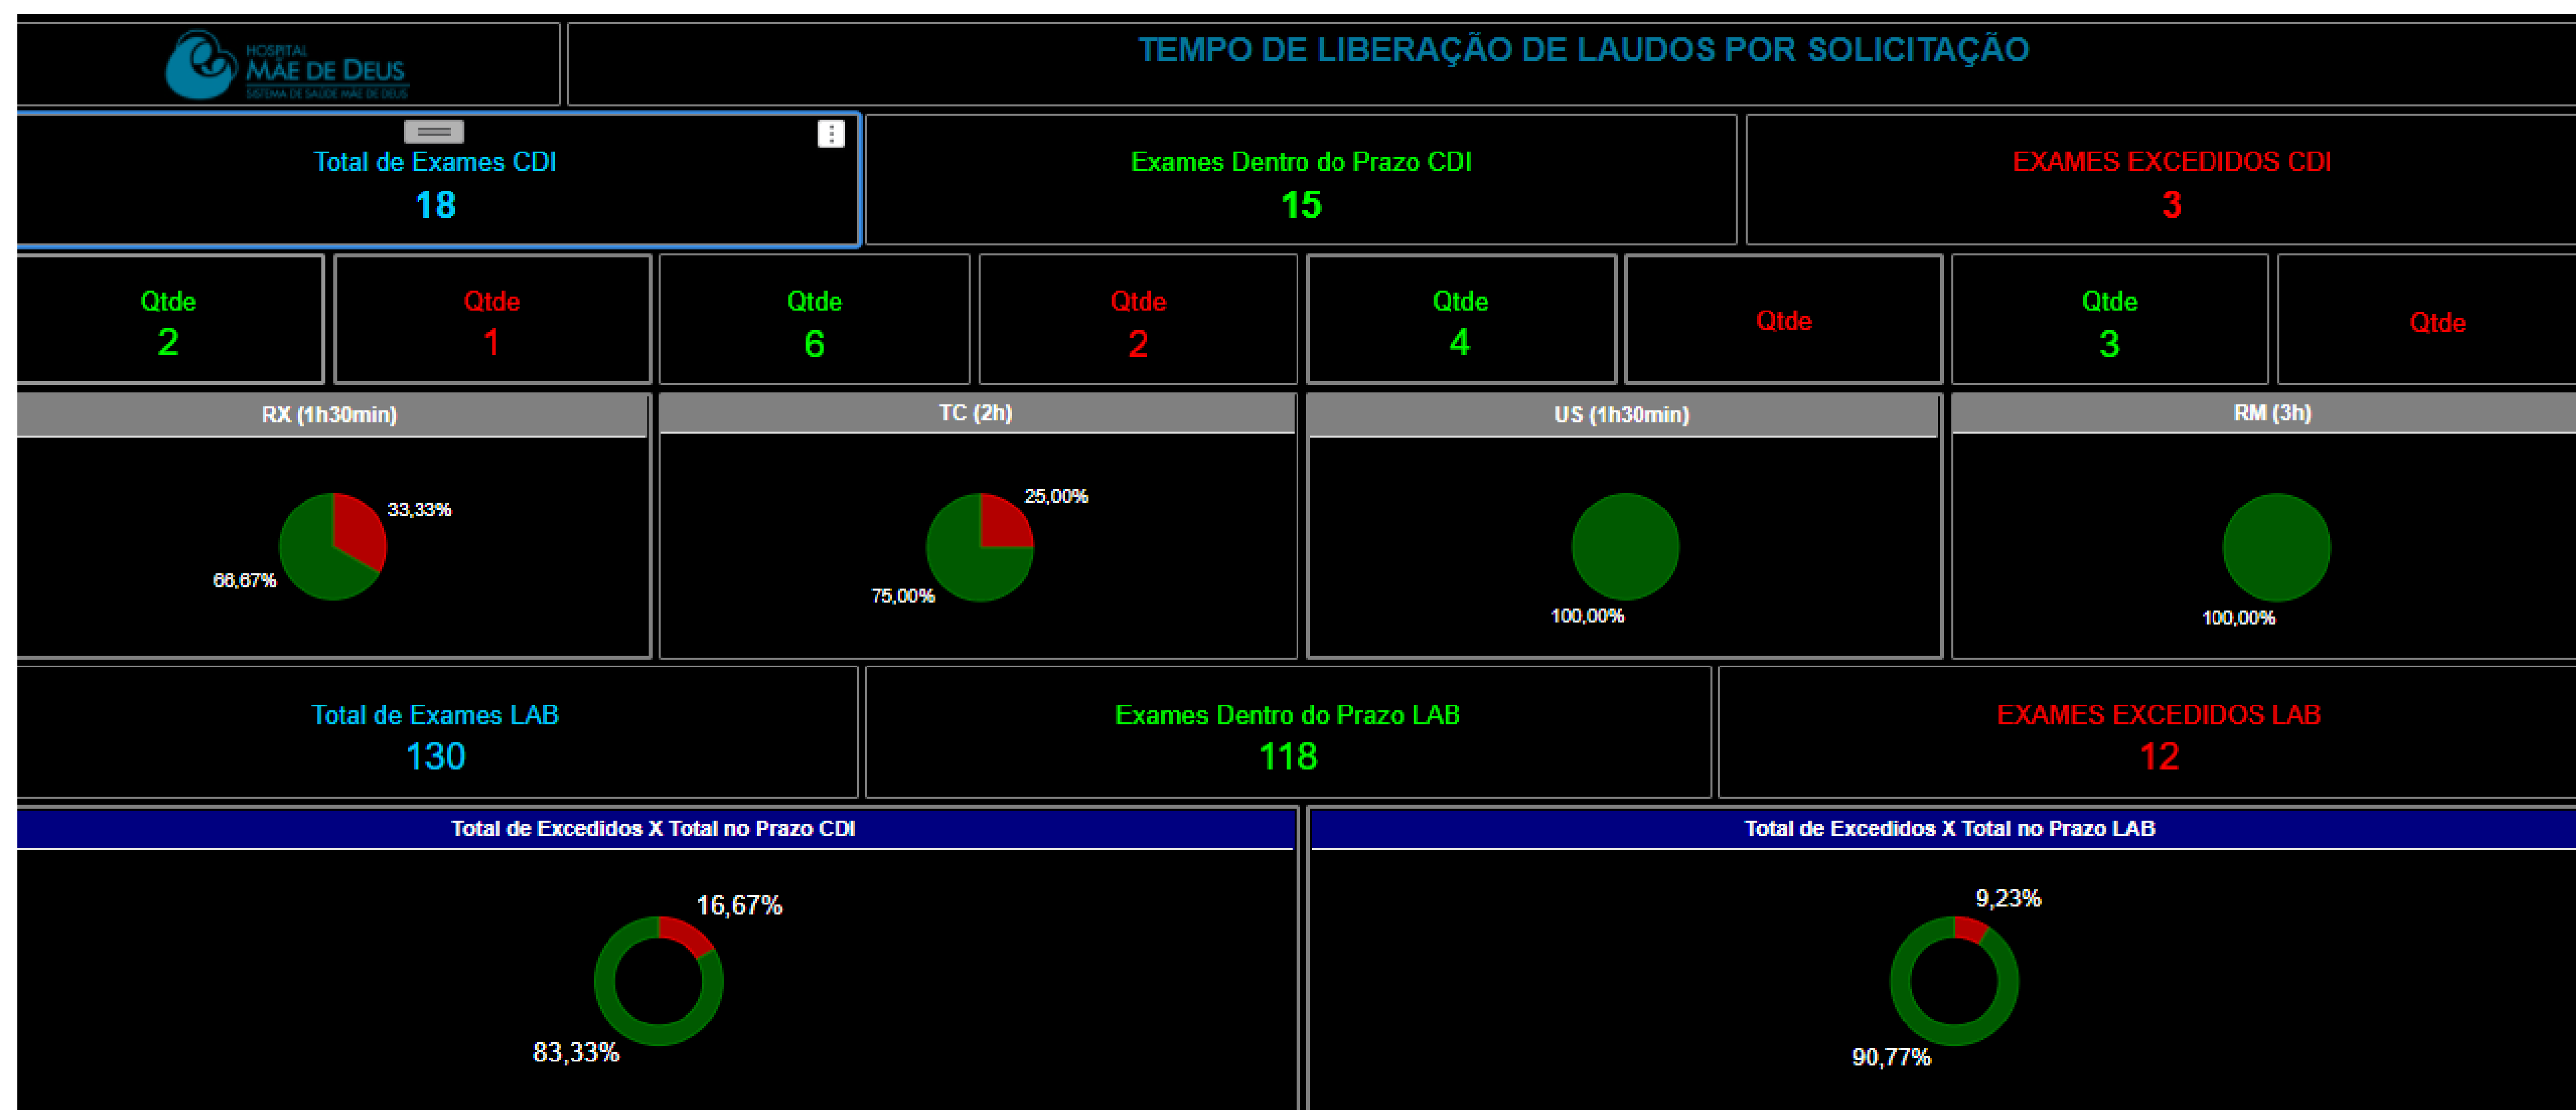 HOSPITAL
MÃE DE DEUS
SISTEMA DE SAÚDE MÃE DE DEUS
TEMPO DE LIBERAÇÃO DE LAUDOS POR SOLICITAÇÃO
Total de Exames CDI
18
Exames Dentro do Prazo CDI
15
EXAMES EXCEDIDOS CDI
3
Qtde
2
Qtde
1
Qtde
6
Qtde
2
Qtde
4
Qtde
Qtde
3
Qtde
RX (1h30min)
33,33%
66,67%
TC (2h)
25,00%
75,00%
US (1h30min)
100,00%
RM (3h)
100,00%
Total de Exames LAB
130
Exames Dentro do Prazo LAB
118
EXAMES EXCEDIDOS LAB
12
Total de Excedidos X Total no Prazo CDI
16,67%
83,33%
Total de Excedidos X Total no Prazo LAB
9,23%
90,77%